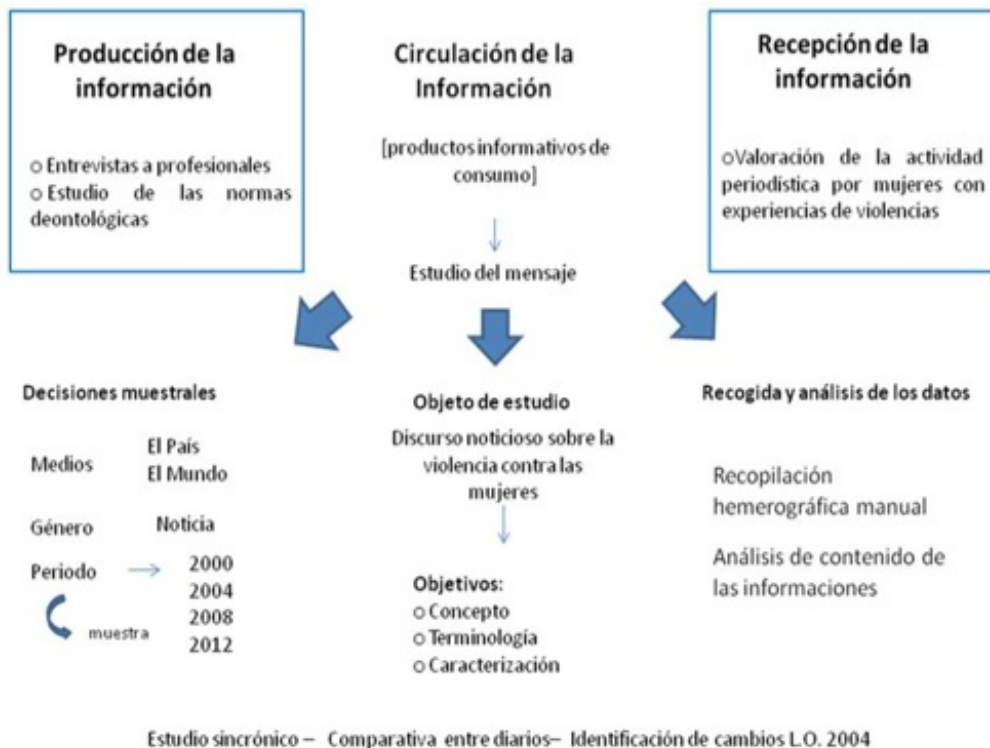 Producción de la
información
○ Entrevistas a profesionales
○ Estudio de las normas
deontológicas
Circulación de la
Información
[productos informativos de
consumo]
Estudio del mensaje
Recepción de la
información
○Valoración de la actividad
periodística por mujeres con
experiencias de violencias
Decisiones muestrales
Medios
El País
El Mundo
Género
Noticia
Periodo
2000
2004
2008
2012
muestra
Objeto de estudio
Discurso noticioso sobre la
violencia contra las
mujeres
Objetivos:
○ Concepto
○ Terminología
○ Caracterización
Recogida y análisis de los datos
Recopilación
hemerográfica manual
Análisis de contenido de
las informaciones
Estudio sincrónico – Comparativa entre diarios– Identificación de cambios L.O. 2004